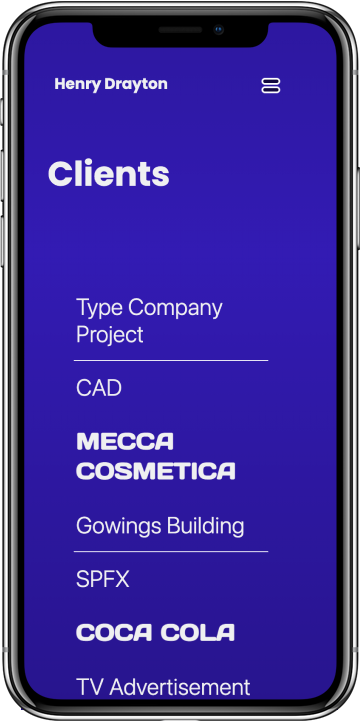 Henry Drayton
Clients
Type Company
Project
CAD
MECCA
COSMETICA
Gowings Building
SPFX
COCA COLA
TV Advertisement